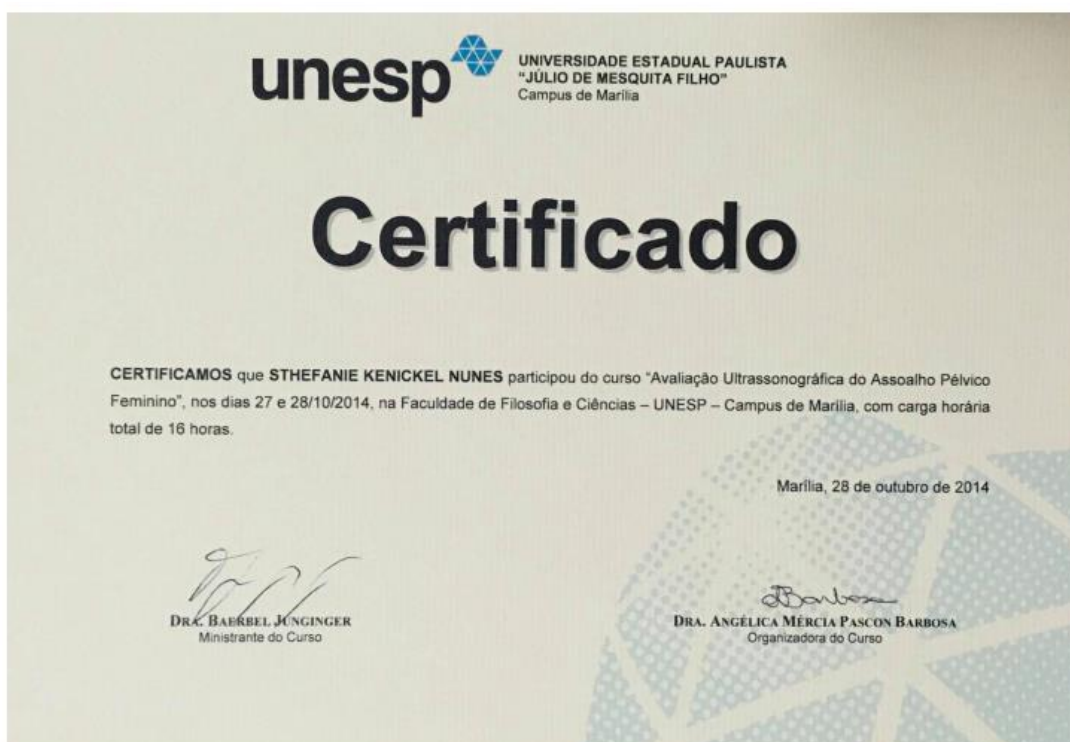 unesp
UNIVERSIDADE ESTADUAL PAULISTA
"JÚLIO DE MESQUITA FILHO"
Campus de Marília
Certificado
CERTIFICAMOS que STHEFANIE KENICKEL NUNES participou do curso "Avaliação Ultrassonográfica do Assoalho Pélvico
Feminino", nos dias 27 e 28/10/2014, na Faculdade de Filosofia e Ciências – UNESP – Campus de Marília, com carga horária
total de 16 horas.
Marília, 28 de outubro de 2014
DRA. BAERBEL JUNGINGER
Ministrante do Curso
Barbosa
DRA. ANGÉLICA MÉRCIA PASCON BARBOSA
Organizadora do Curso